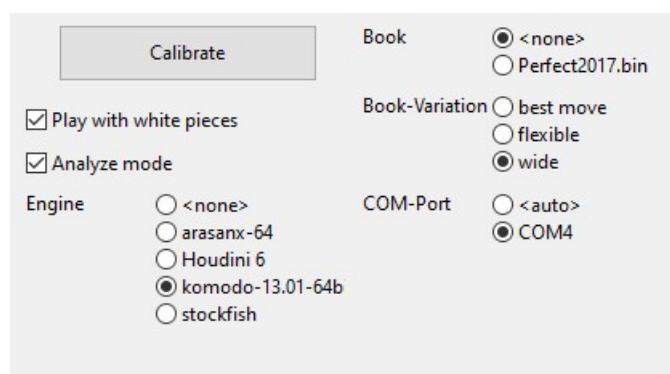 Calibrate
Play with white pieces
Analyze mode
Engine
<none>
arasanx-64
Houdini 6
komodo-13.01-64b
stockfish
Book
<none>
Perfect2017.bin
Book-Variation
best move
flexible
wide
COM-Port
<auto>
COM4